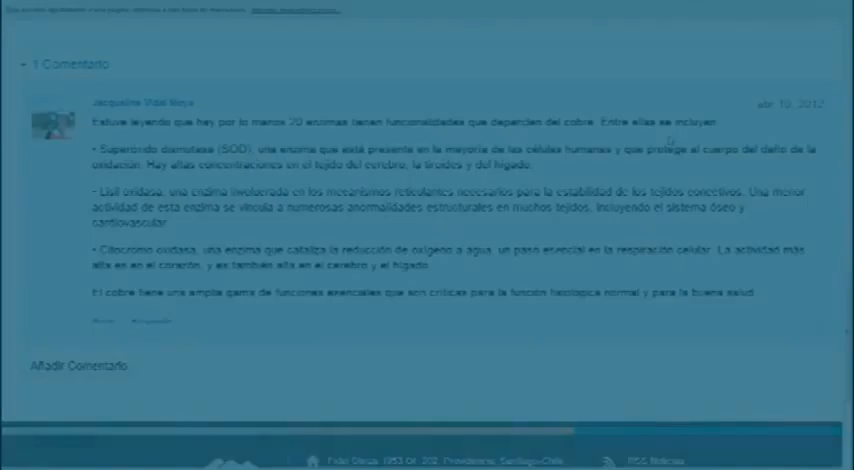 1 Comentario
Jacqueline Vidal Moya
abr 10, 2012
Estuve leyendo que hay por lo menos 20 enzimas tienen funcionalidades que dependen del cobre. Entre ellas se incluyen
• Superóxido dismutasa (SOD), una enzima que está presente en la mayoría de las células humanas y que protege al cuerpo del daño de la
oxidación. Hay altas concentraciones en el tejido del cerebro, la tiroides y del hígado.
• Lisil oxidasa, una enzima involucrada en los mecanismos reticulantes necesarios para la estabilidad de los tejidos conectivos. Una menor
actividad de esta enzima se vincula a numerosas anormalidades estructurales en muchos tejidos, incluyendo el sistema óseo y
cardiovascular
• Citocromo oxidasa, una enzima que cataliza la reducción de oxígeno a agua, un paso esencial en la respiración celular. La actividad más
alta es en el corazón, y es también alta en el cerebro y el hígado
El cobre tiene una amplia gama de funciones esenciales que son críticas para la función fisiológica normal y para la buena salud
Añadir Comentario
1953 Of. 202, Providencia, Santiago-Chile
RSS Noticias